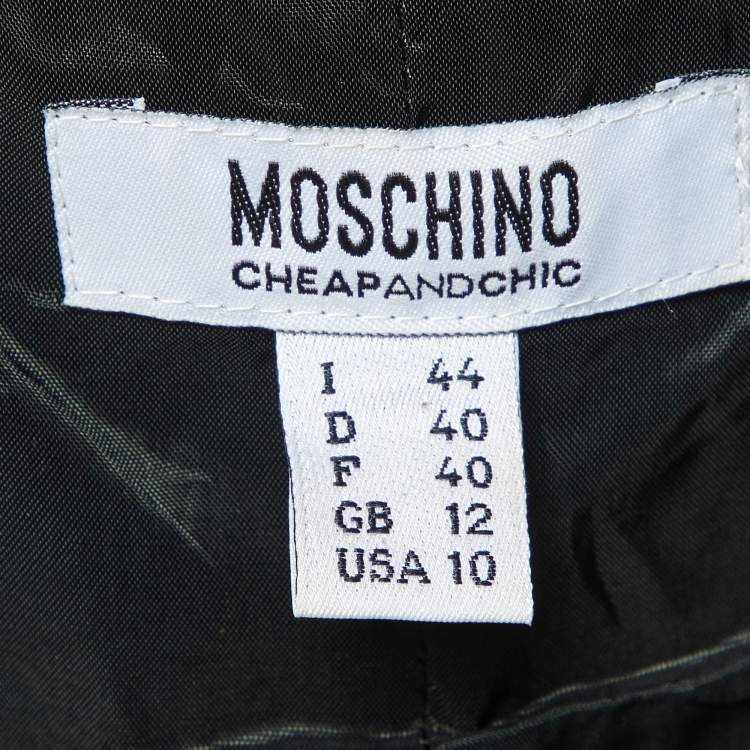 MOSCHINO
CHEAPANDCHIC
I 44
D 40
F 40
GB 12
USA 10